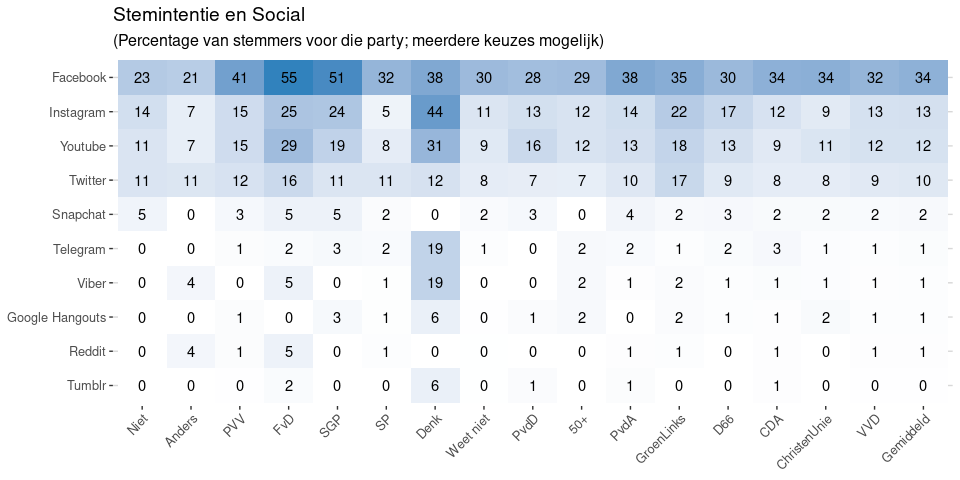 Stemintentie en Social
(Percentage van stemmers voor die party; meerdere keuzes mogelijk)
Facebook 23 21 41 55 51 32 38 30 28 29 38 35 30 34 34 32 34
Instagram 14 7 15 25 24 5 44 11 13 12 14 22 17 12 9 13 13
Youtube 11 7 15 29 19 8 31 9 16 12 13 18 13 9 11 12 12
Twitter 11 11 12 16 11 11 12 8 7 7 10 17 9 8 8 9 10
Snapchat 5 0 3 5 5 2 0 2 3 0 4 2 3 2 2 2 2
Telegram 0 0 1 2 3 2 19 1 0 2 2 1 2 3 1 1 1
Viber 0 4 0 5 0 1 19 0 0 2 1 2 1 1 1 1 1
Google Hangouts 0 0 1 0 3 1 6 0 1 2 0 2 1 1 2 1 1
Reddit 0 4 1 5 0 1 0 0 0 0 1 1 0 1 0 1 1
Tumblr 0 0 0 2 0 0 6 0 1 0 1 0 0 1 0 0 0
Niet Anders PVV FvD SGP SP Denk Weet niet PvdD 50+ PvdA GroenLinks D66 CDA ChristenUnie VVD Gemiddeld